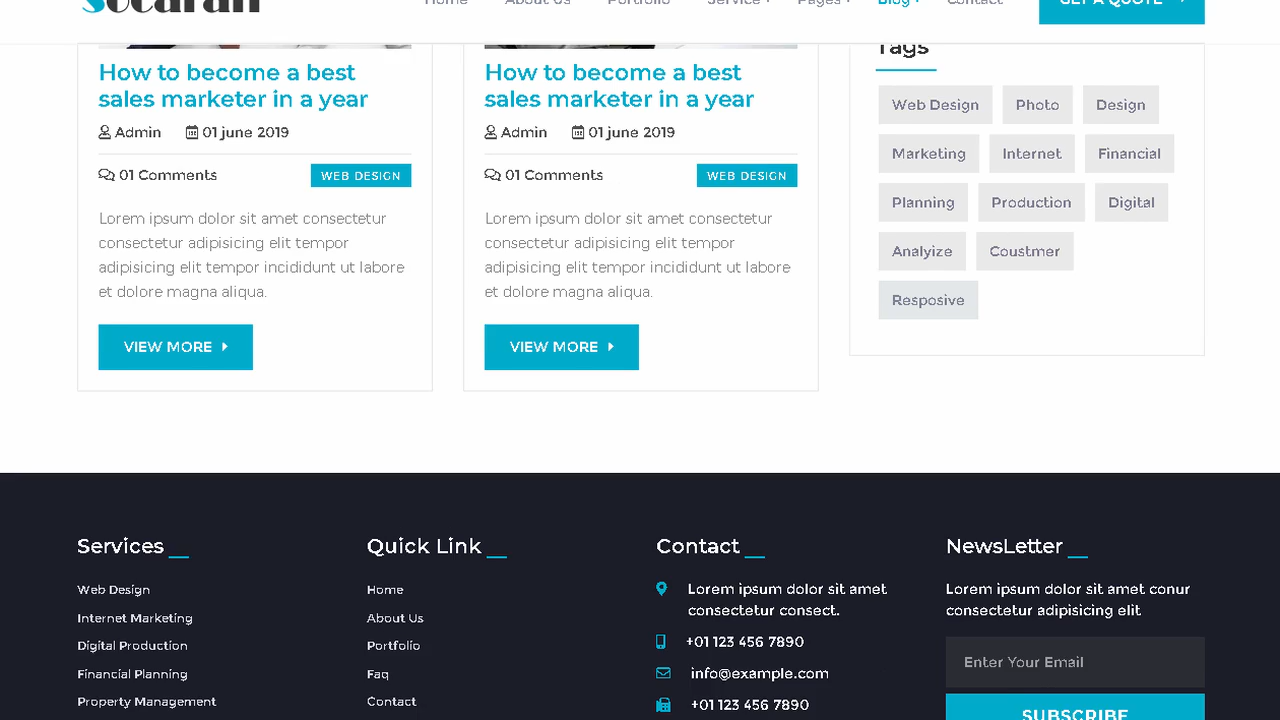 Socaran
Home About Us Portfolio Service Pages Blog Contact GET A QUOTE
How to become a best
sales marketer in a year
Admin 01 june 2019
01 Comments WEB DESIGN
Lorem ipsum dolor sit amet consectetur
consectetur adipisicing elit tempor
adipisicing elit tempor incididunt ut labore
et dolore magna aliqua.
VIEW MORE
How to become a best
sales marketer in a year
Admin 01 june 2019
01 Comments WEB DESIGN
Lorem ipsum dolor sit amet consectetur
consectetur adipisicing elit tempor
adipisicing elit tempor incididunt ut labore
et dolore magna aliqua.
VIEW MORE
Tags
Web Design Photo Design
Marketing Internet Financial
Planning Production Digital
Analyize Coustmer
Resposive
Services
Web Design
Internet Marketing
Digital Production
Financial Planning
Property Management
Quick Link
Home
About Us
Portfolio
Faq
Contact
Contact
Lorem ipsum dolor sit amet
consectetur consect.
+01 123 456 7890
info@example.com
+01 123 456 7890
NewsLetter
Lorem ipsum dolor sit amet conur
consectetur adipisicing elit
Enter Your Email
SUBSCRIBE